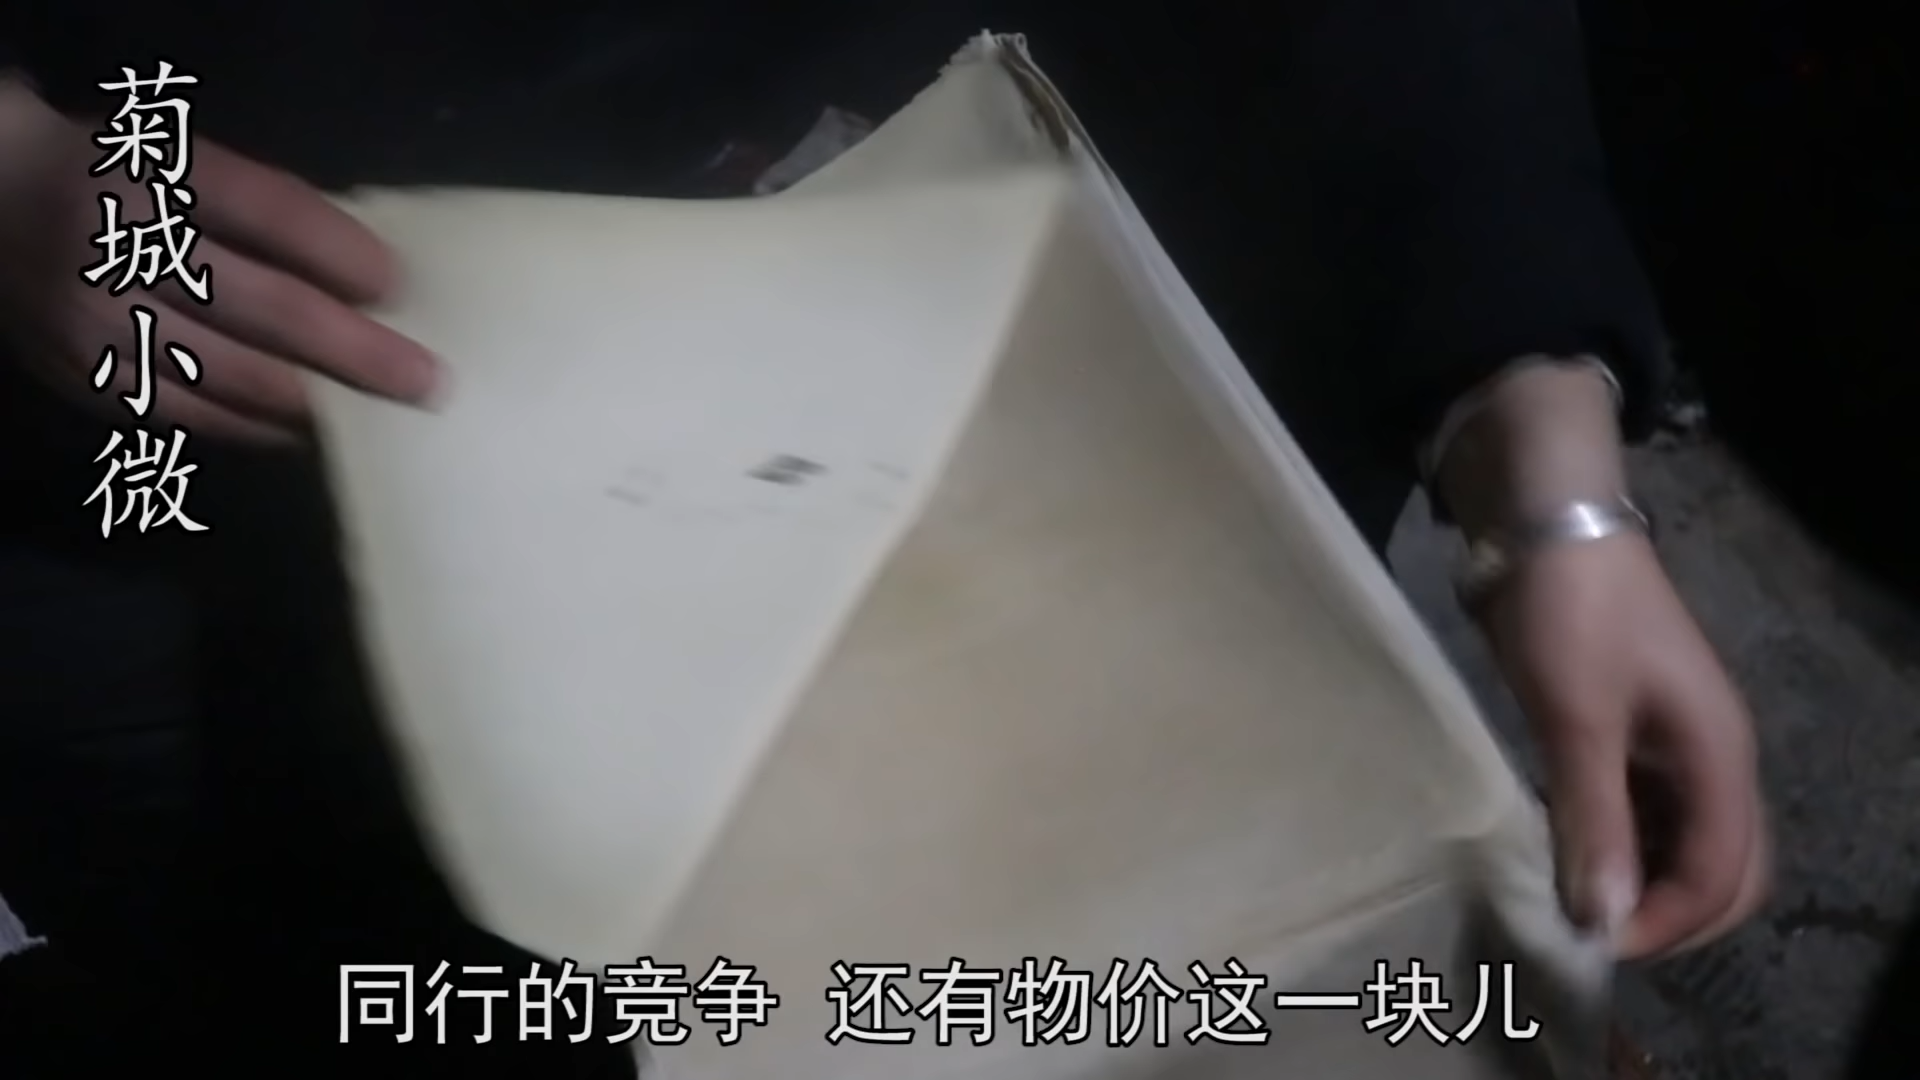 菊城小微
同行的竞争 还有物价这一块儿